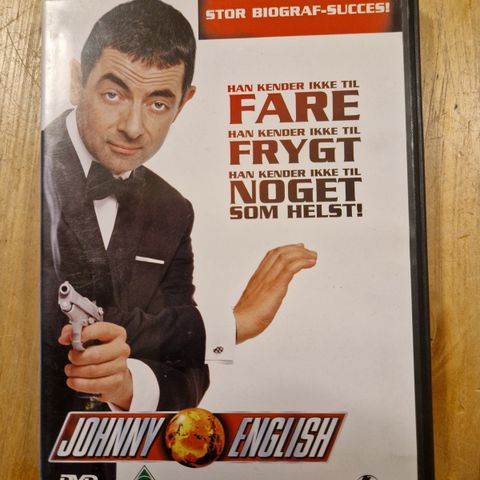 STOR BIOGRAF-SUCCES!
HAN KENDER IKKE TIL
FARE
HAN KENDER IKKE TIL
FRYGT
HAN KENDER IKKE TIL
NOGET
SOM HELST!
JOHNNY ENGLISH
DVD